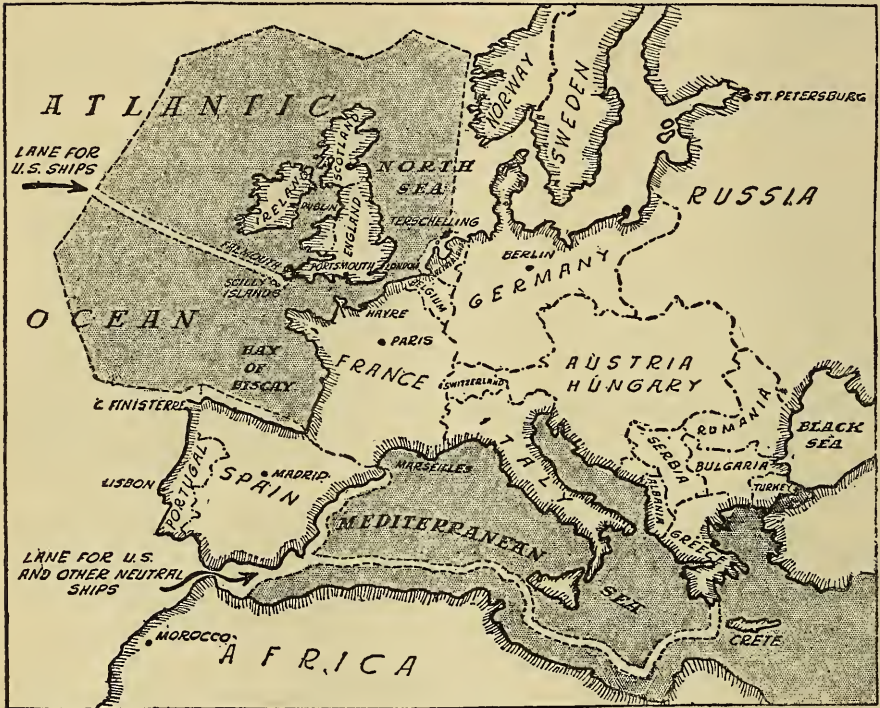 ATLANTIC
LANE FOR
U.S. SHIPS
NORWAY
SWEDEN
ST. PETERSBURG
SCOTLAND
NORTH
SEA
RUSSIA
DUBLIN
ENGLAND
TERSCHELLING
FALMOUTH
PORTSMOUTH
LONDON
BERLIN
GERMANY
SCILLY
ISLANDS
BELGIUM
OCEAN
HAVRE
PARIS
BAY
OF
BISCAY
FRANCE
SWITZERLAND
AUSTRIA
HUNGARY
C. FINISTERRE
ROMANIA
BLACK
SEA
ITALY
SERBIA
BULGARIA
TURKEY
MARSEILLES
MADRID
SPAIN
PORTUGAL
LISBON
ALBANIA
MEDITERRANEAN
SEA
LANE FOR U.S.
AND OTHER NEUTRAL
SHIPS
CRETE
MOROCCO
AFRICA